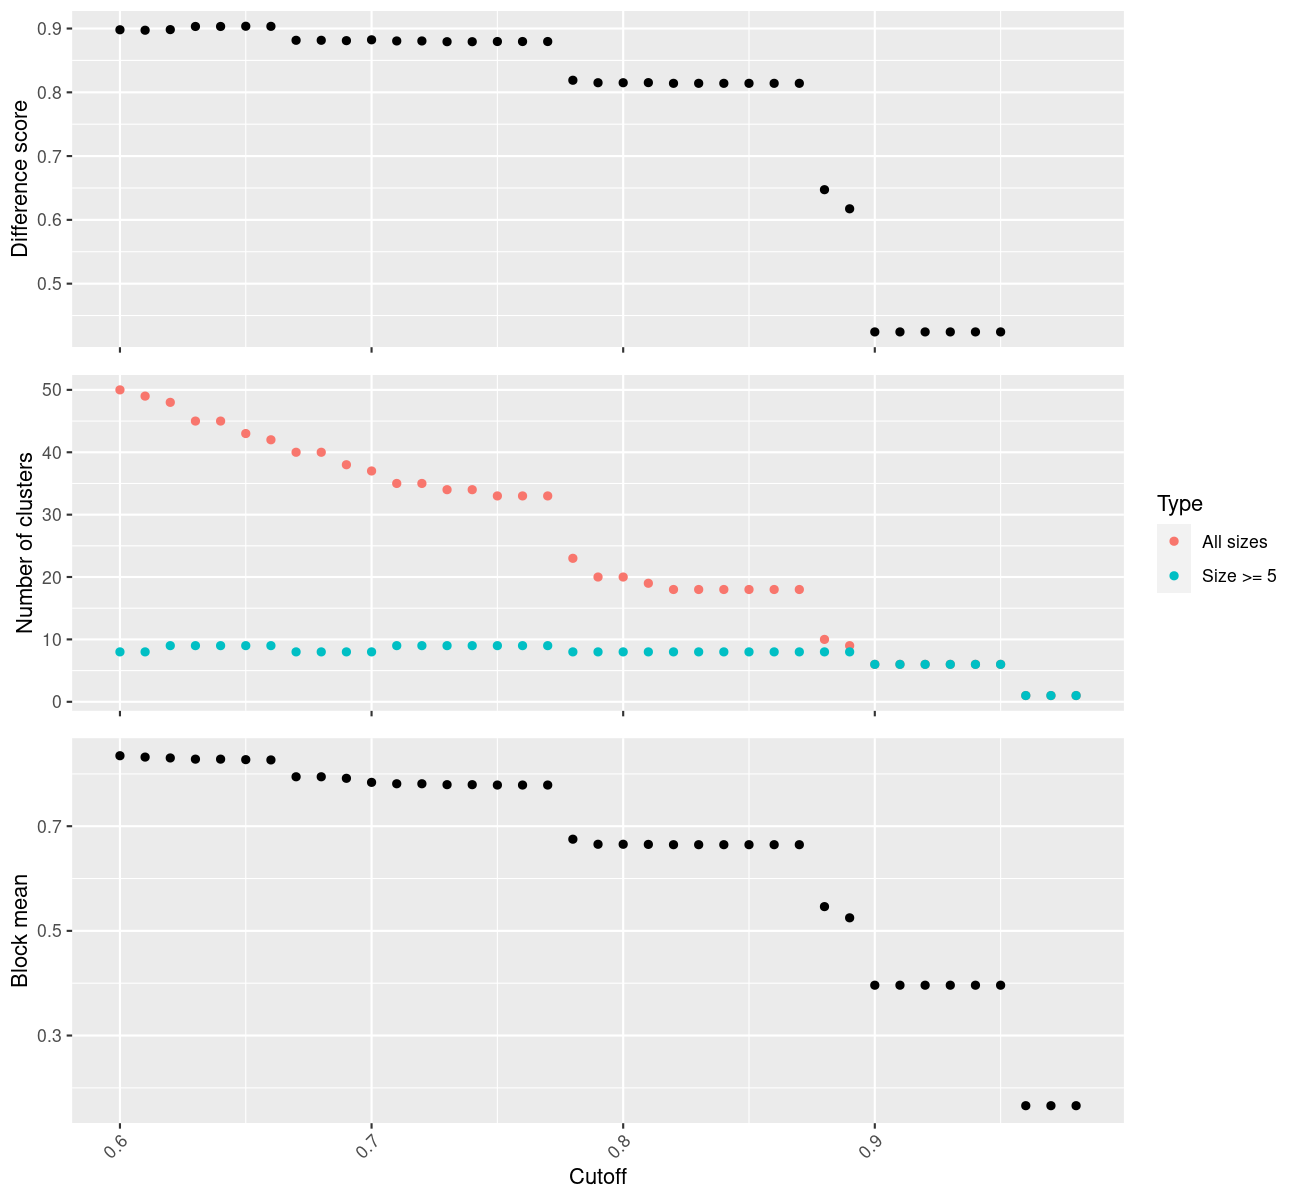 Difference score
0.9
0.8
0.7
0.6
0.5
Number of clusters
50
40
30
20
10
0
Type
All sizes
Size >= 5
Block mean
0.7
0.5
0.3
0.6
0.7
0.8
0.9
Cutoff